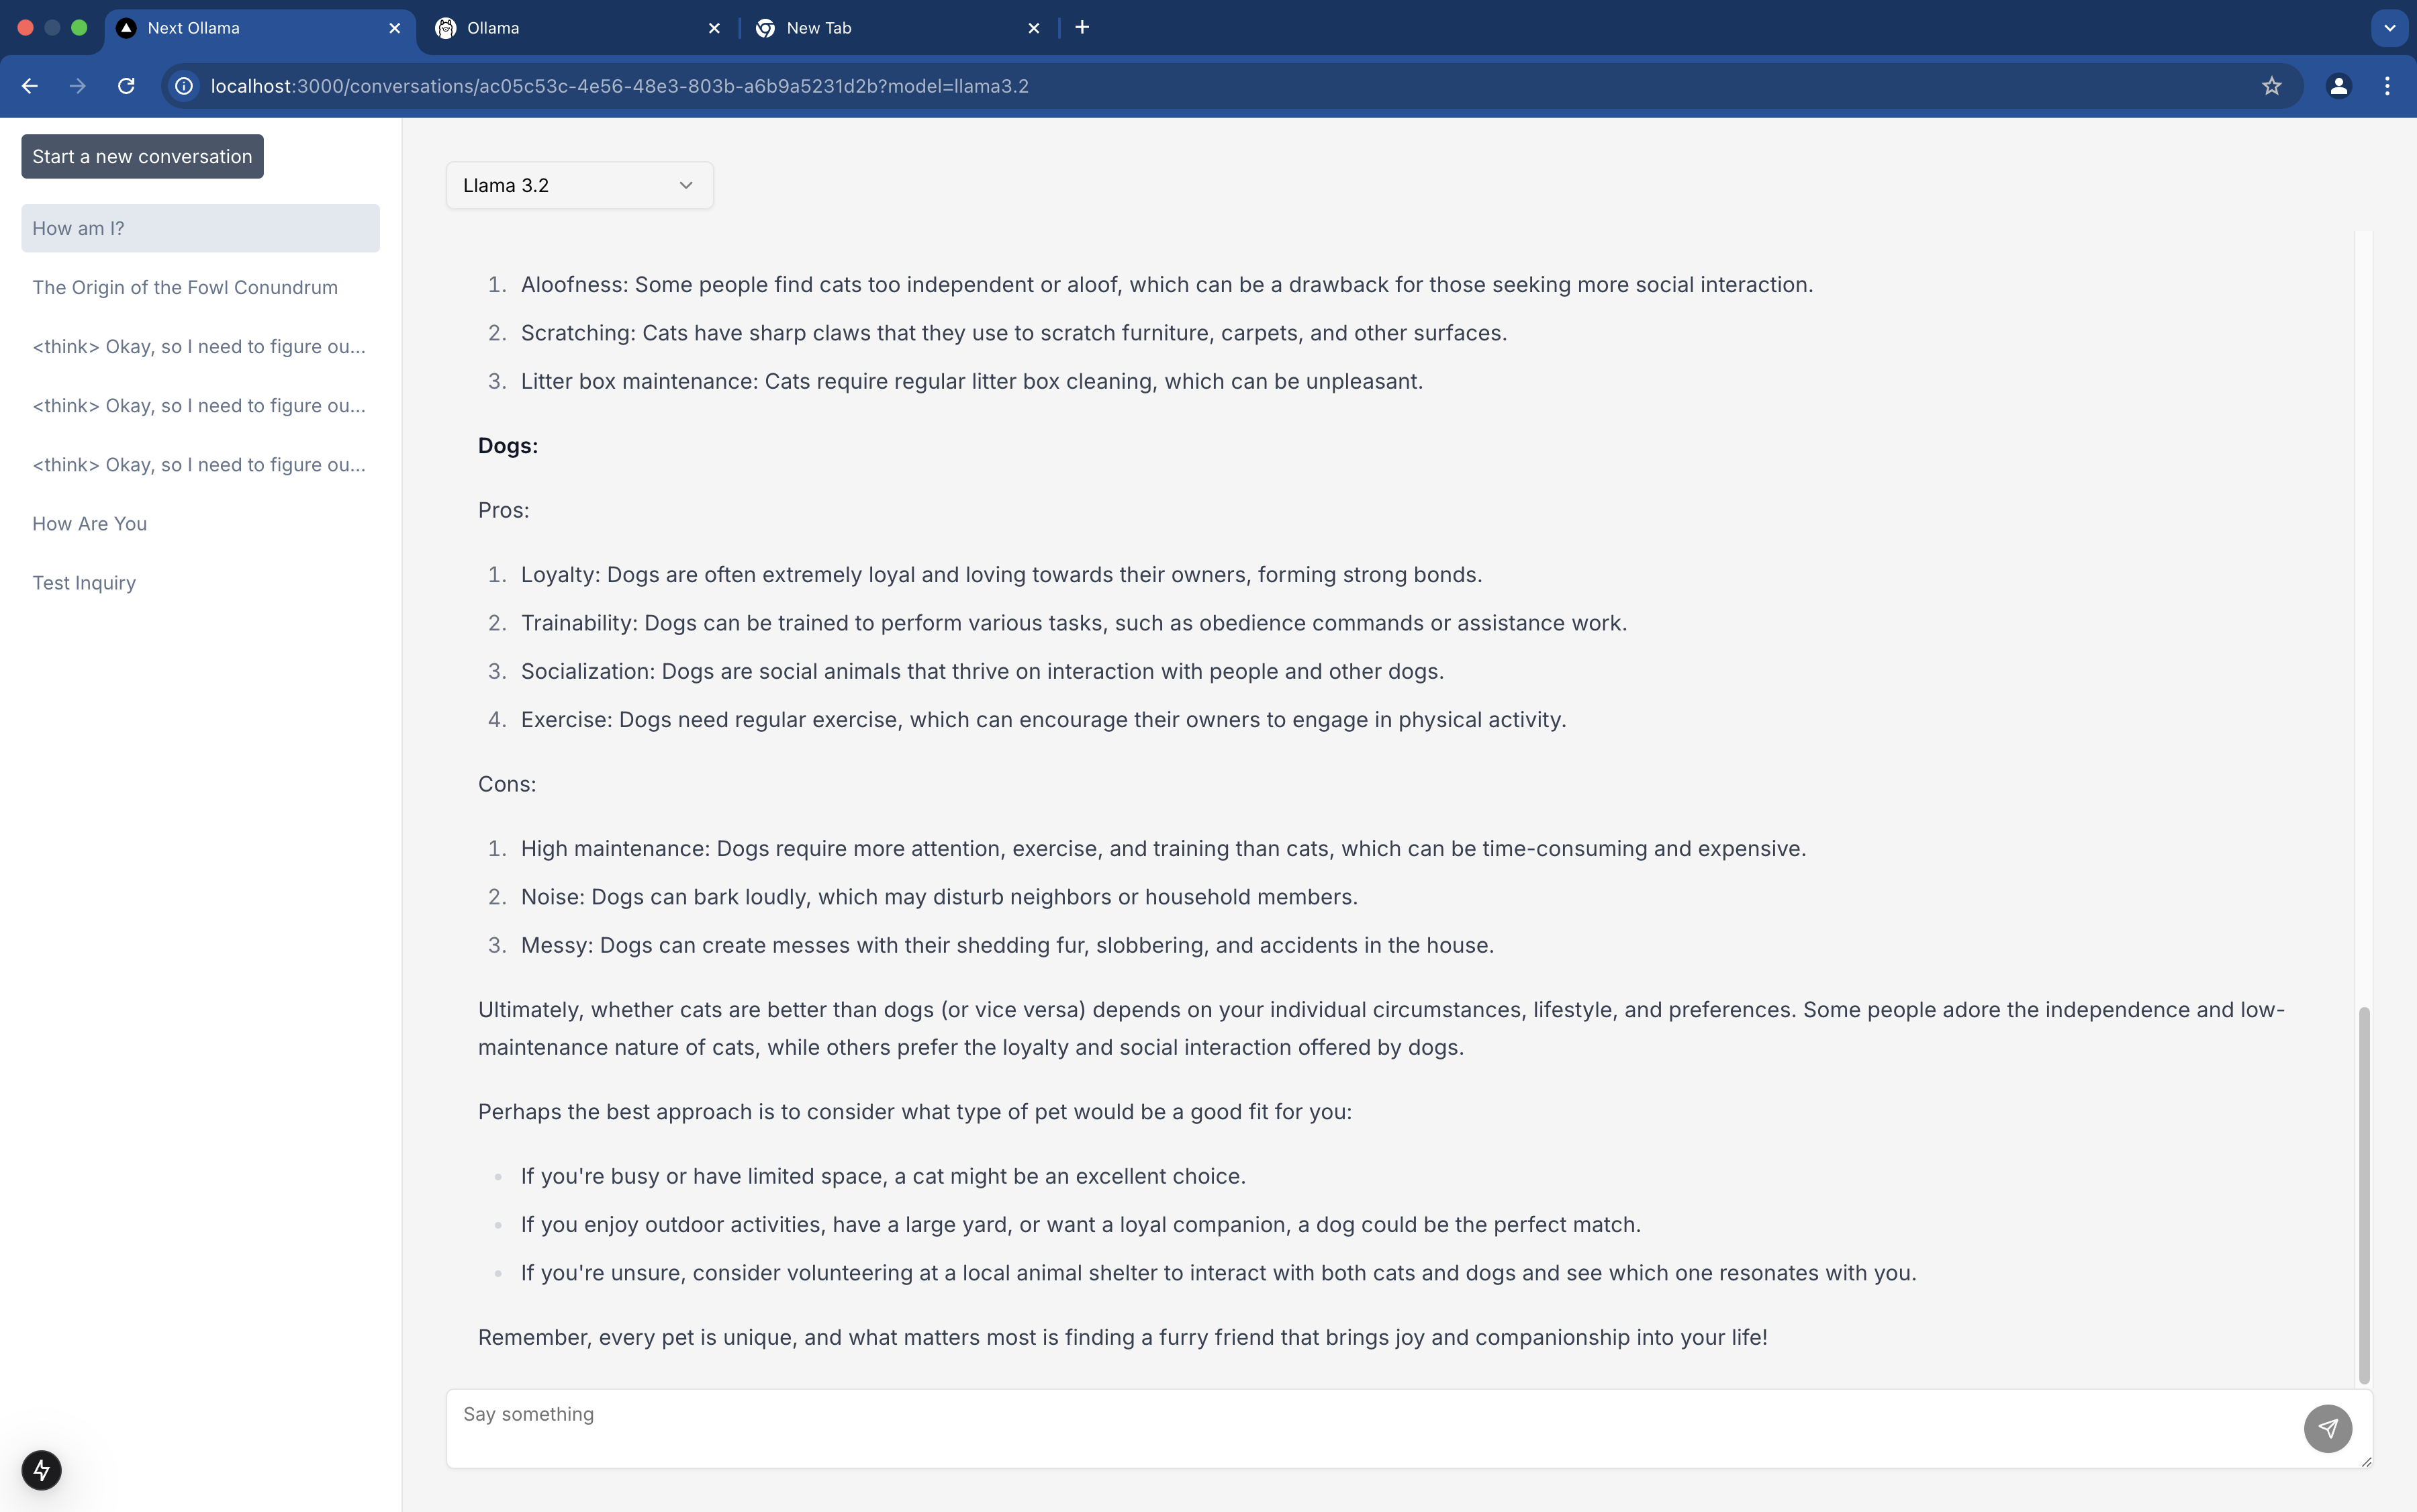 Next Ollama
Ollama
New Tab
localhost:3000/conversations/ac05c53c-4e56-48e3-803b-a6b9a5231d2b?model=llama3.2
Start a new conversation
How am I?
The Origin of the Fowl Conundrum
<think> Okay, so I need to figure ou...
<think> Okay, so I need to figure ou...
<think> Okay, so I need to figure ou...
How Are You
Test Inquiry
Llama 3.2
1. Aloofness: Some people find cats too independent or aloof, which can be a drawback for those seeking more social interaction.
2. Scratching: Cats have sharp claws that they use to scratch furniture, carpets, and other surfaces.
3. Litter box maintenance: Cats require regular litter box cleaning, which can be unpleasant.
Dogs:
Pros:
1. Loyalty: Dogs are often extremely loyal and loving towards their owners, forming strong bonds.
2. Trainability: Dogs can be trained to perform various tasks, such as obedience commands or assistance work.
3. Socialization: Dogs are social animals that thrive on interaction with people and other dogs.
4. Exercise: Dogs need regular exercise, which can encourage their owners to engage in physical activity.
Cons:
1. High maintenance: Dogs require more attention, exercise, and training than cats, which can be time-consuming and expensive.
2. Noise: Dogs can bark loudly, which may disturb neighbors or household members.
3. Messy: Dogs can create messes with their shedding fur, slobbering, and accidents in the house.
Ultimately, whether cats are better than dogs (or vice versa) depends on your individual circumstances, lifestyle, and preferences. Some people adore the independence and low-
maintenance nature of cats, while others prefer the loyalty and social interaction offered by dogs.
Perhaps the best approach is to consider what type of pet would be a good fit for you:
• If you're busy or have limited space, a cat might be an excellent choice.
• If you enjoy outdoor activities, have a large yard, or want a loyal companion, a dog could be the perfect match.
• If you're unsure, consider volunteering at a local animal shelter to interact with both cats and dogs and see which one resonates with you.
Remember, every pet is unique, and what matters most is finding a furry friend that brings joy and companionship into your life!
Say something